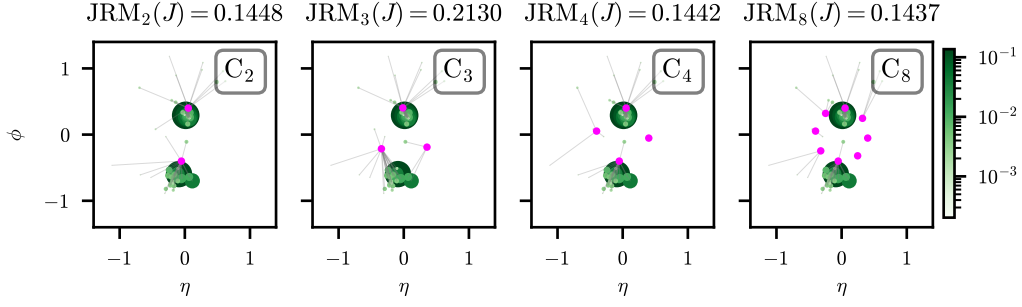 JRM₂(J) = 0.1448
JRM₃(J) = 0.2130
JRM₄(J) = 0.1442
JRM₈(J) = 0.1437
C₂
C₃
C₄
C₈
ϕ
1
0
−1
−1 0 1
−1 0 1
−1 0 1
−1 0 1
η
η
η
η
10⁻¹
10⁻²
10⁻³